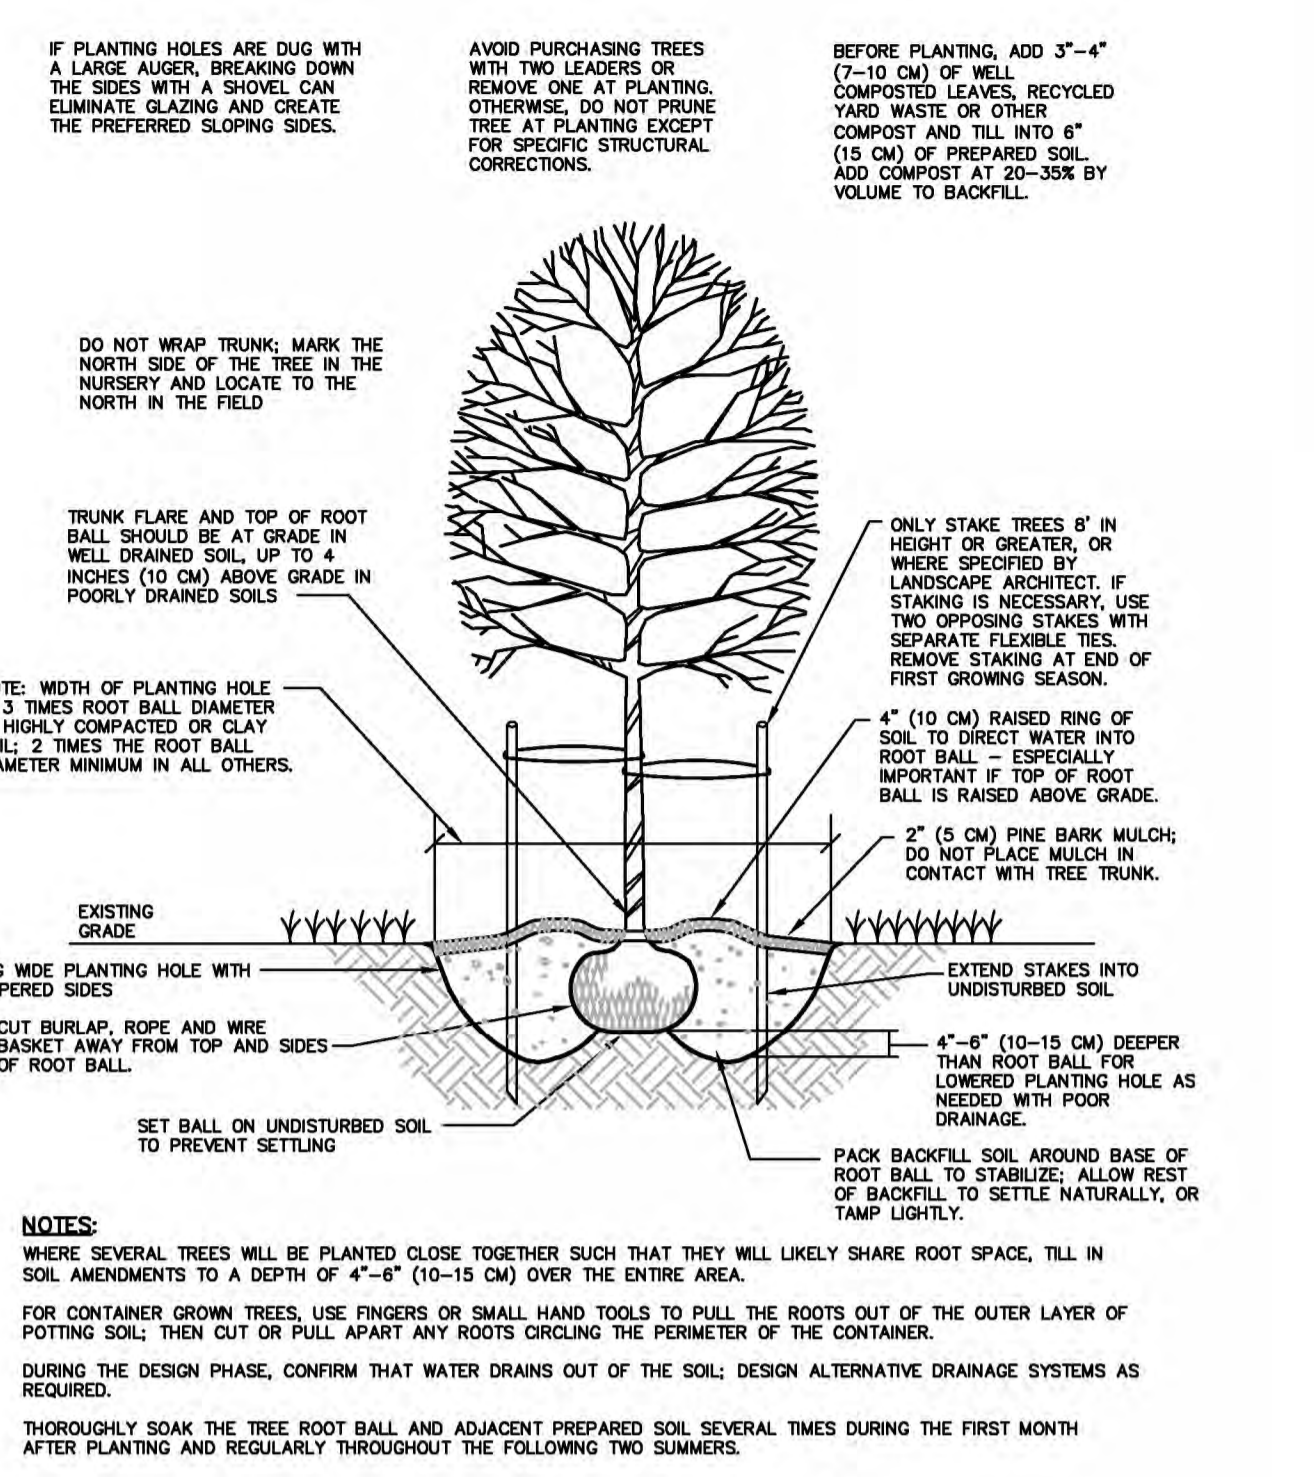 IF PLANTING HOLES ARE DUG WITH
A LARGE AUGER, BREAKING DOWN
THE SIDES WITH A SHOVEL CAN
ELIMINATE GLAZING AND CREATE
THE PREFERRED SLOPING SIDES.
AVOID PURCHASING TREES
WITH TWO LEADERS OR
REMOVE ONE AT PLANTING.
OTHERWISE, DO NOT PRUNE
TREE AT PLANTING EXCEPT
FOR SPECIFIC STRUCTURAL
CORRECTIONS.
BEFORE PLANTING, ADD 3"-4"
(7-10 CM) OF WELL
COMPOSTED LEAVES, RECYCLED
YARD WASTE OR OTHER
COMPOST AND TILL INTO 6"
(15 CM) OF PREPARED SOIL.
ADD COMPOST AT 20-35% BY
VOLUME TO BACKFILL.
DO NOT WRAP TRUNK; MARK THE
NORTH SIDE OF THE TREE IN THE
NURSERY AND LOCATE TO THE
NORTH IN THE FIELD
TRUNK FLARE AND TOP OF ROOT
BALL SHOULD BE AT GRADE IN
WELL DRAINED SOIL, UP TO 4
INCHES (10 CM) ABOVE GRADE IN
POORLY DRAINED SOILS
ONLY STAKE TREES 8' IN
HEIGHT OR GREATER, OR
WHERE SPECIFIED BY
LANDSCAPE ARCHITECT. IF
STAKING IS NECESSARY, USE
TWO OPPOSING STAKES WITH
SEPARATE FLEXIBLE TIES.
REMOVE STAKING AT END OF
FIRST GROWING SEASON.
TE: WIDTH OF PLANTING HOLE
3 TIMES ROOT BALL DIAMETER
HIGHLY COMPACTED OR CLAY
IL; 2 TIMES THE ROOT BALL
AMETER MINIMUM IN ALL OTHERS.
4" (10 CM) RAISED RING OF
SOIL TO DIRECT WATER INTO
ROOT BALL - ESPECIALLY
IMPORTANT IF TOP OF ROOT
BALL IS RAISED ABOVE GRADE.
2" (5 CM) PINE BARK MULCH;
DO NOT PLACE MULCH IN
CONTACT WITH TREE TRUNK.
EXISTING
GRADE
G WIDE PLANTING HOLE WITH
PERED SIDES
EXTEND STAKES INTO
UNDISTURBED SOIL
CUT BURLAP, ROPE AND WIRE
BASKET AWAY FROM TOP AND SIDES
OF ROOT BALL.
4"-6" (10-15 CM) DEEPER
THAN ROOT BALL FOR
LOWERED PLANTING HOLE AS
NEEDED WITH POOR
DRAINAGE.
SET BALL ON UNDISTURBED SOIL
TO PREVENT SETTLING
PACK BACKFILL SOIL AROUND BASE OF
ROOT BALL TO STABILIZE; ALLOW REST
OF BACKFILL TO SETTLE NATURALLY, OR
TAMP LIGHTLY.
NOTES:
WHERE SEVERAL TREES WILL BE PLANTED CLOSE TOGETHER SUCH THAT THEY WILL LIKELY SHARE ROOT SPACE, TILL IN
SOIL AMENDMENTS TO A DEPTH OF 4"-6" (10-15 CM) OVER THE ENTIRE AREA.
FOR CONTAINER GROWN TREES, USE FINGERS OR SMALL HAND TOOLS TO PULL THE ROOTS OUT OF THE OUTER LAYER OF
POTTING SOIL; THEN CUT OR PULL APART ANY ROOTS CIRCLING THE PERIMETER OF THE CONTAINER.
DURING THE DESIGN PHASE, CONFIRM THAT WATER DRAINS OUT OF THE SOIL; DESIGN ALTERNATIVE DRAINAGE SYSTEMS AS
REQUIRED.
THOROUGHLY SOAK THE TREE ROOT BALL AND ADJACENT PREPARED SOIL SEVERAL TIMES DURING THE FIRST MONTH
AFTER PLANTING AND REGULARLY THROUGHOUT THE FOLLOWING TWO SUMMERS.